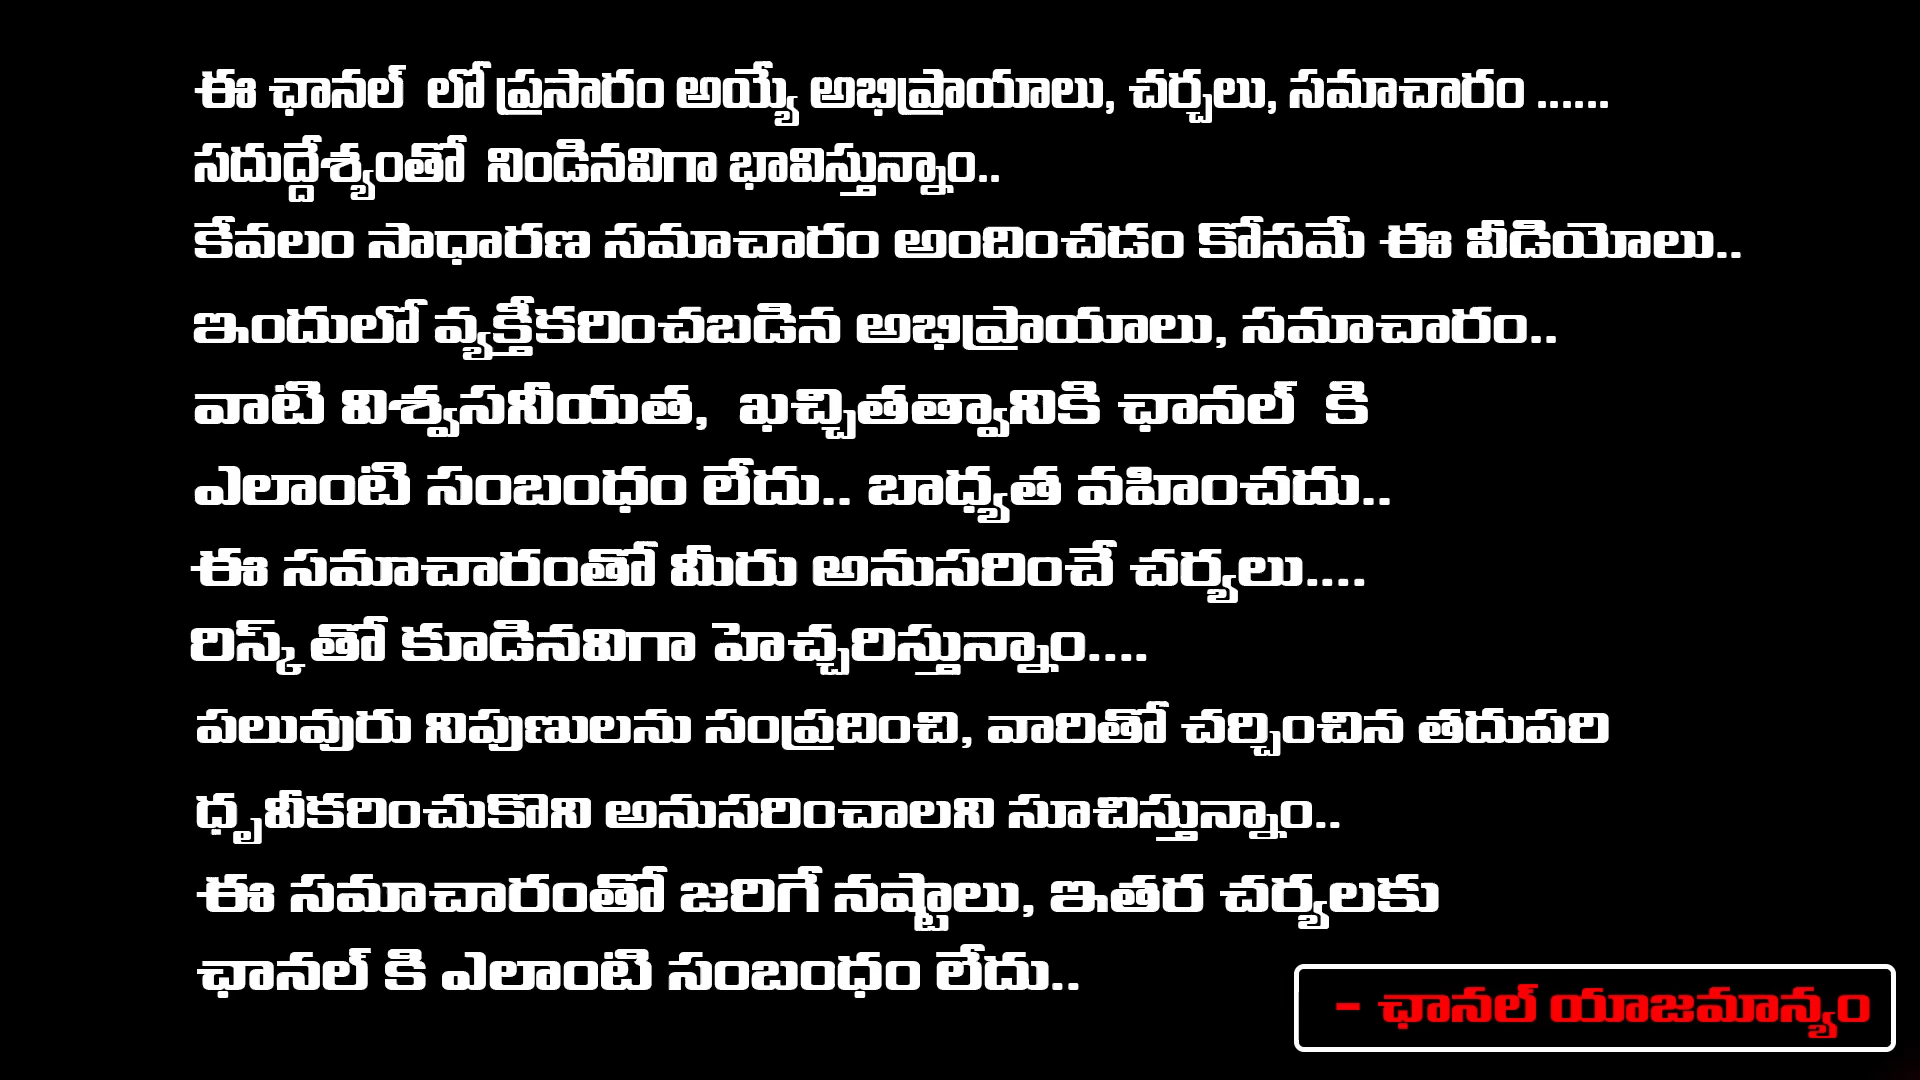 ఈ ఛానల్ లో ప్రసారం అయ్యే అభిప్రాయాలు, చర్చలు, సమాచారం ......
సదుద్దేశ్యంతో నిండినవిగా భావిస్తున్నాం..
కేవలం సాధారణ సమాచారం అందించడం కోసమే ఈ వీడియోలు..
ఇందులో వ్యక్తీకరించబడిన అభిప్రాయాలు, సమాచారం..
వాటి విశ్వసనీయత, ఖచ్చితత్వానికి ఛానల్ కి
ఎలాంటి సంబంధం లేదు.. బాధ్యత వహించదు..
ఈ సమాచారంతో మీరు అనుసరించే చర్యలు....
రిస్క్ తో కూడినవిగా హెచ్చరిస్తున్నాం....
పలువురు నిపుణులను సంప్రదించి, వారితో చర్చించిన తదుపరి
ధృవీకరించుకొని అనుసరించాలని సూచిస్తున్నాం..
ఈ సమాచారంతో జరిగే నష్టాలు, ఇతర చర్యలకు
ఛానల్ కి ఎలాంటి సంబంధం లేదు..
- ఛానల్ యాజమాన్యం